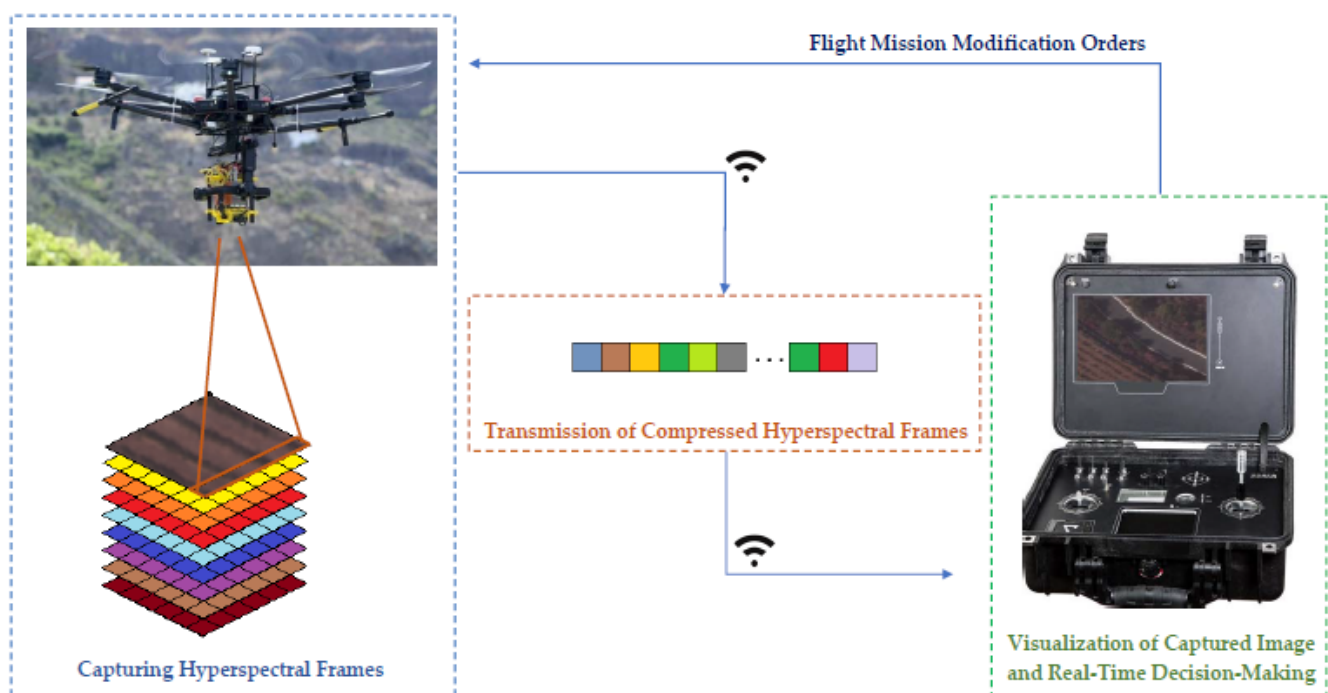 Flight Mission Modification Orders
Transmission of Compressed Hyperspectral Frames
Capturing Hyperspectral Frames
Visualization of Captured Image
and Real-Time Decision-Making